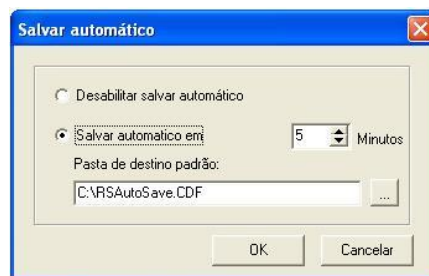 Salvar automático
Desabilitar salvar automático
Salvar automatico em 5 Minutos
Pasta de destino padrão:
C:\RSAutoSave.CDF ...
OK Cancelar